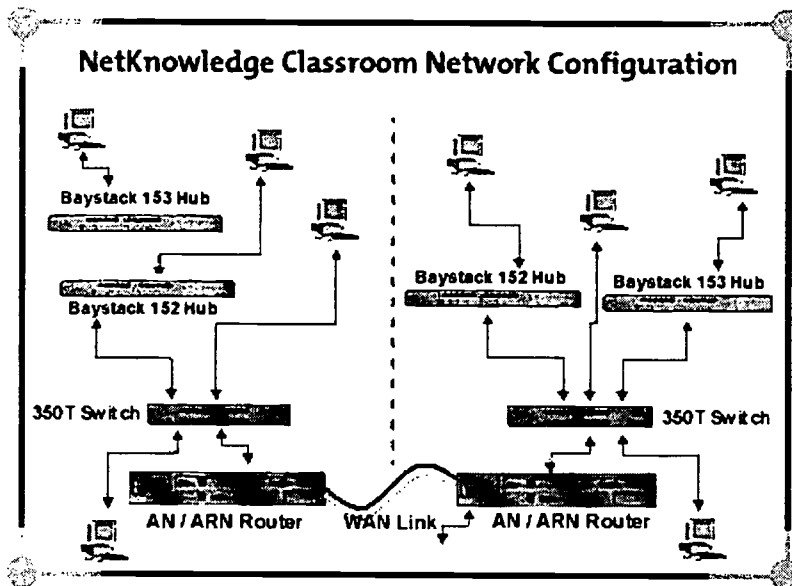 NetKnowledge Classroom Network Configuration
Baystack 153 Hub
Baystack 152 Hub
350T Switch
AN / ARN Router
WAN Link
Baystack 152 Hub
Baystack 153 Hub
350T Switch
AN / ARN Router